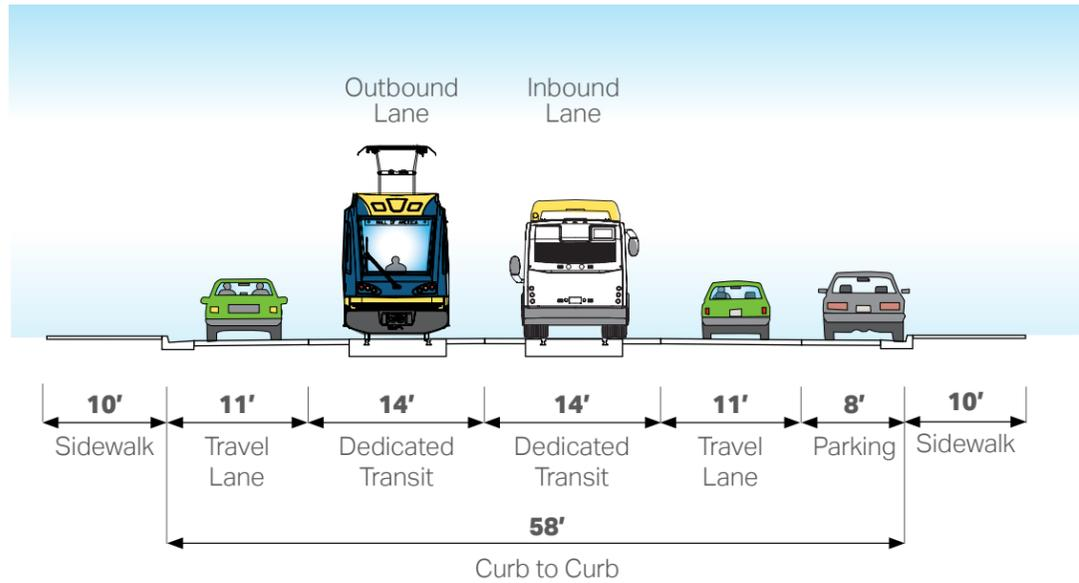 Outbound
Lane
Inbound
Lane
10’
11’
14’
14’
11’
8’
10’
Sidewalk
Travel
Lane
Dedicated
Transit
Dedicated
Transit
Travel
Lane
Parking
Sidewalk
58’
Curb to Curb